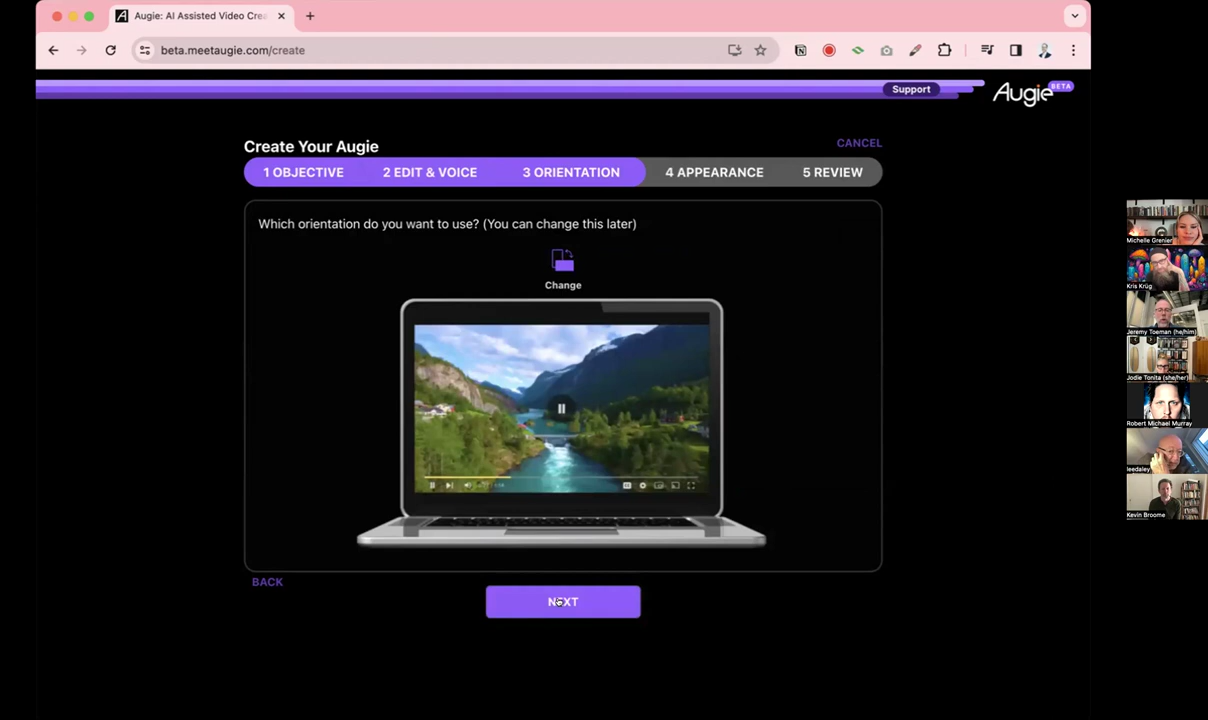 Augie: AI Assisted Video Crea
beta.meetaugie.com/create
Support
Augie
BETA
Create Your Augie
CANCEL
1 OBJECTIVE
2 EDIT & VOICE
3 ORIENTATION
4 APPEARANCE
5 REVIEW
Which orientation do you want to use? (You can change this later)
Change
BACK
NEXT
Michelle Grenier
Kris Krüg
Jeremy Toeman (he/him)
Jodie Tonita (she/her)
Robert Michael Murray
leedaley
Kevin Broome